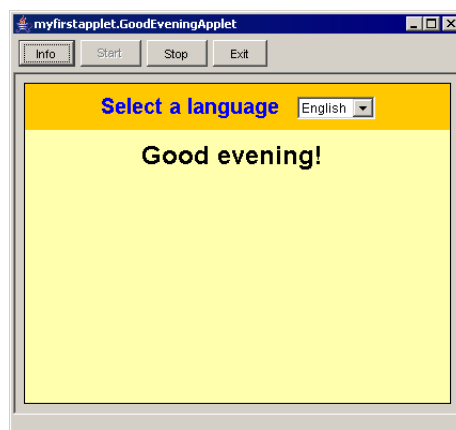 myfirstapplet.GoodEveningApplet
Info Start Stop Exit
Select a language English
Good evening!